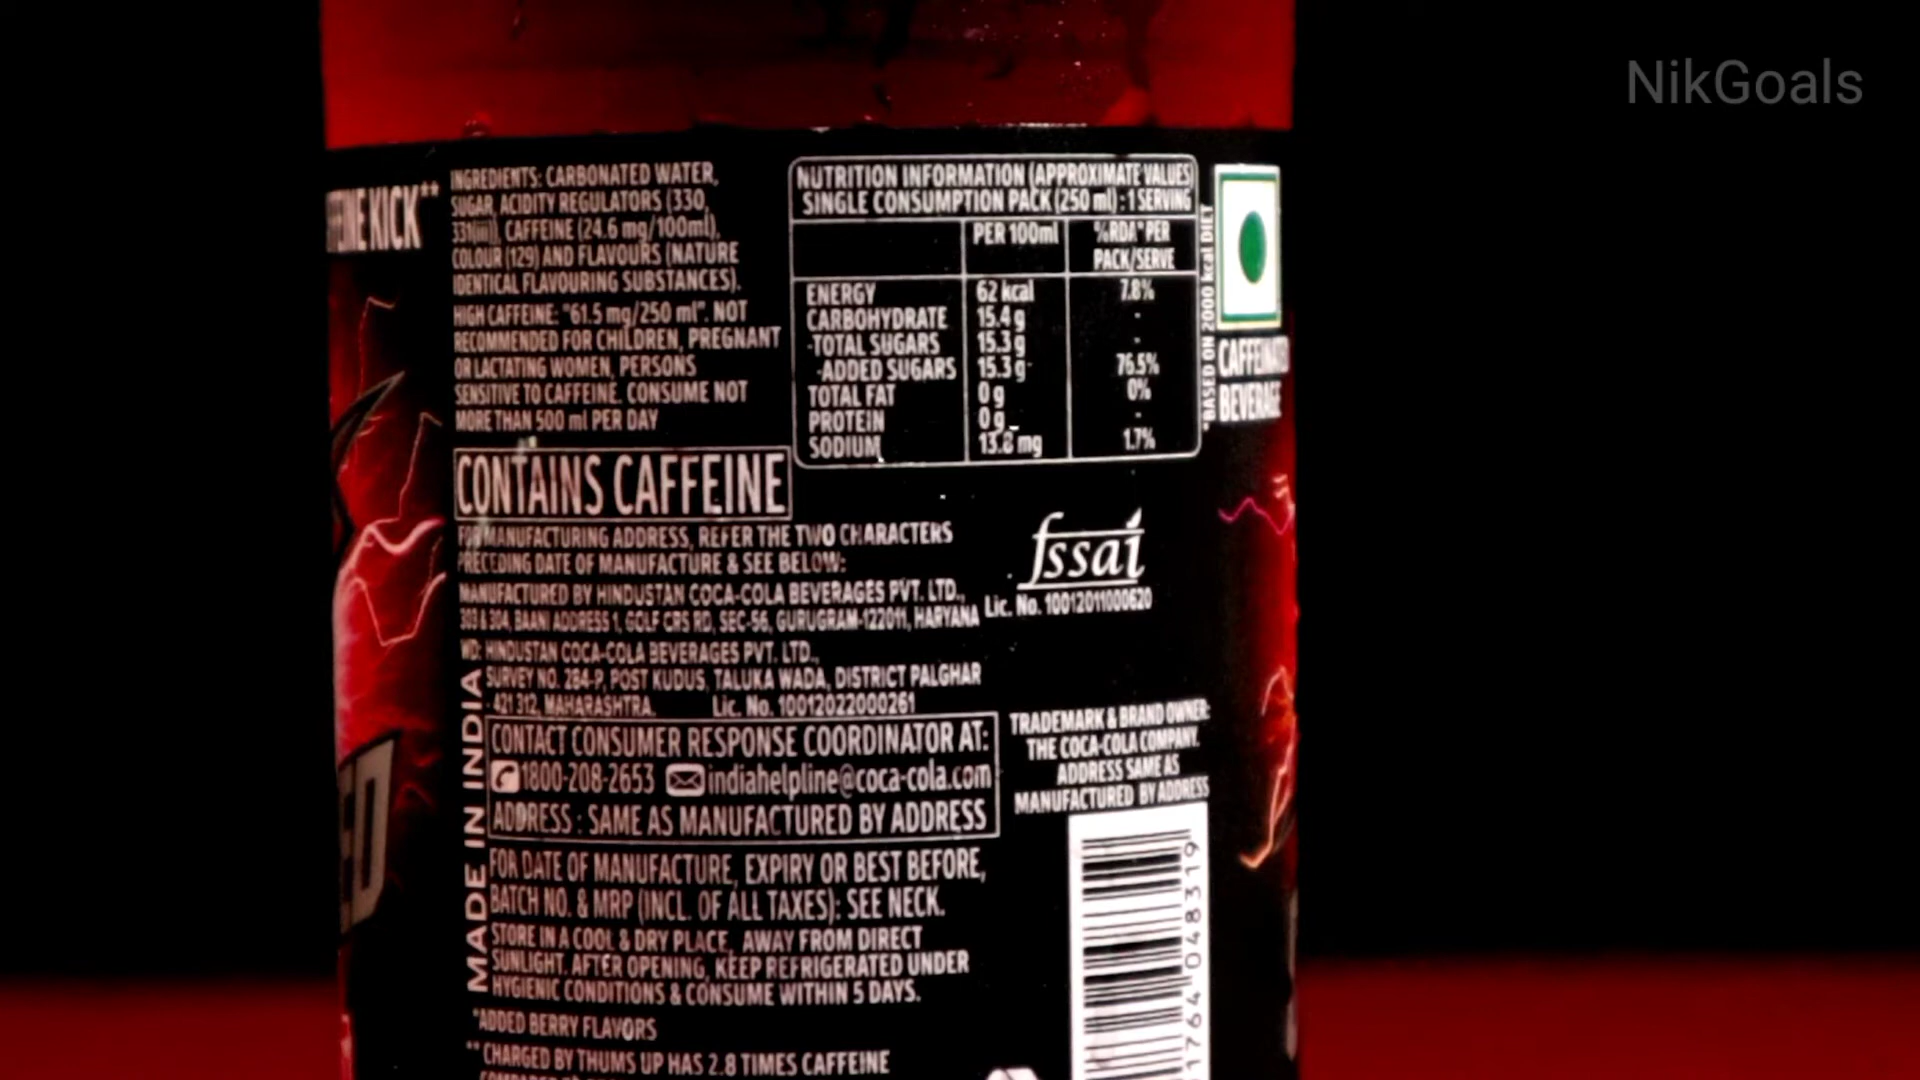 NikGoals
KICK**
INGREDIENTS: CARBONATED WATER,
SUGAR, ACIDITY REGULATORS (330,
331(iii)), CAFFEINE (24.6 mg/100ml),
COLOUR (129) AND FLAVOURS (NATURE
IDENTICAL FLAVOURING SUBSTANCES).
HIGH CAFFEINE: "61.5 mg/250 ml". NOT
RECOMMENDED FOR CHILDREN, PREGNANT
OR LACTATING WOMEN, PERSONS
SENSITIVE TO CAFFEINE. CONSUME NOT
MORE THAN 500 ml PER DAY
CONTAINS CAFFEINE
NUTRITION INFORMATION (APPROXIMATE VALUES)
SINGLE CONSUMPTION PACK (250 ml) : 1 SERVING
PER 100ml %RDA* PER
PACK/SERVE
ENERGY 62 kcal 7.8%
CARBOHYDRATE 15.4 g -
-TOTAL SUGARS 15.3 g -
-ADDED SUGARS 15.3 g 76.5%
TOTAL FAT 0 g 0%
PROTEIN 0 g -
SODIUM 13.8 mg 1.7%
*BASED ON 2000 kcal DIET
CAFFEINATED
BEVERAGE
FOR MANUFACTURING ADDRESS, REFER THE TWO CHARACTERS
PRECEDING DATE OF MANUFACTURE & SEE BELOW:
MANUFACTURED BY HINDUSTAN COCA-COLA BEVERAGES PVT. LTD.,
303 & 304, BAANI ADDRESS 1, GOLF CRS RD, SEC-56, GURUGRAM-122011, HARYANA
fssai
Lic. No. 10012011000620
WD: HINDUSTAN COCA-COLA BEVERAGES PVT. LTD.,
SURVEY NO. 284-P, POST KUDUS, TALUKA WADA, DISTRICT PALGHAR
- 421 312, MAHARASHTRA. Lic. No. 10012022000261
MADE IN INDIA
CONTACT CONSUMER RESPONSE COORDINATOR AT:
1800-208-2653 indiahelpline@coca-cola.com
ADDRESS : SAME AS MANUFACTURED BY ADDRESS
TRADEMARK & BRAND OWNER:
THE COCA-COLA COMPANY.
ADDRESS SAME AS
MANUFACTURED BY ADDRESS
FOR DATE OF MANUFACTURE, EXPIRY OR BEST BEFORE,
BATCH NO. & MRP (INCL. OF ALL TAXES): SEE NECK.
STORE IN A COOL & DRY PLACE, AWAY FROM DIRECT
SUNLIGHT. AFTER OPENING, KEEP REFRIGERATED UNDER
HYGIENIC CONDITIONS & CONSUME WITHIN 5 DAYS.
*ADDED BERRY FLAVORS
** CHARGED BY THUMS UP HAS 2.8 TIMES CAFFEINE
1764 048319